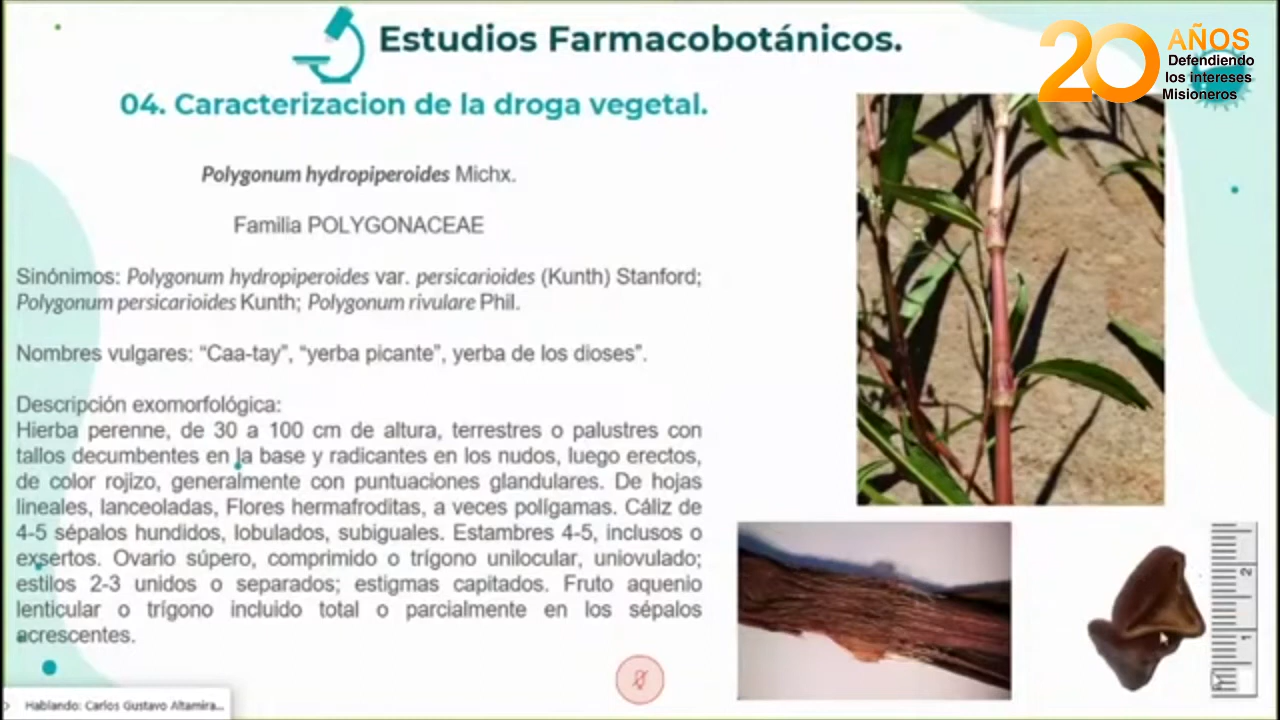 Estudios Farmacobotánicos.
20 AÑOS
Defendiendo
los intereses
Misioneros
04. Caracterizacion de la droga vegetal.
Polygonum hydropiperoides Michx.
Familia POLYGONACEAE
Sinónimos: Polygonum hydropiperoides var. persicarioides (Kunth) Stanford;
Polygonum persicarioides Kunth; Polygonum rivulare Phil.
Nombres vulgares: “Caa-tay”, “yerba picante”, yerba de los dioses”.
Descripción exomorfológica:
Hierba perenne, de 30 a 100 cm de altura, terrestres o palustres con
tallos decumbentes en la base y radicantes en los nudos, luego erectos,
de color rojizo, generalmente con puntuaciones glandulares. De hojas
lineales, lanceoladas, Flores hermafroditas, a veces polígamas. Cáliz de
4-5 sépalos hundidos, lobulados, subiguales. Estambres 4-5, inclusos o
exsertos. Ovario súpero, comprimido o trígono unilocular, uniovulado;
estilos 2-3 unidos o separados; estigmas capitados. Fruto aquenio
lenticular o trígono incluido total o parcialmente en los sépalos
acrescentes.
2
1
Hablando: Carlos Gustavo Altamira...